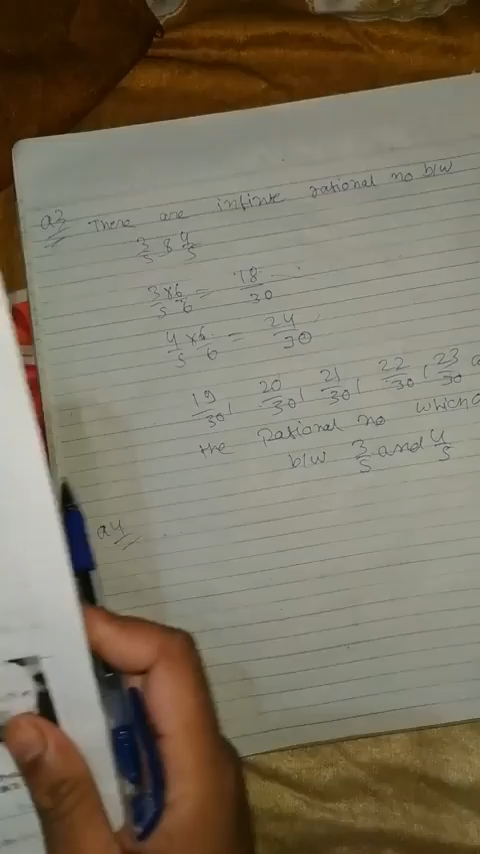 Q3 There are infinite rational no b/w
3/5 & 4/5
3/5 × 6/6 = 18/30
4/5 × 6/6 = 24/30
19/30, 20/30, 21/30, 22/30, 23/30
the rational no which
b/w 3/5 and 4/5
Q4